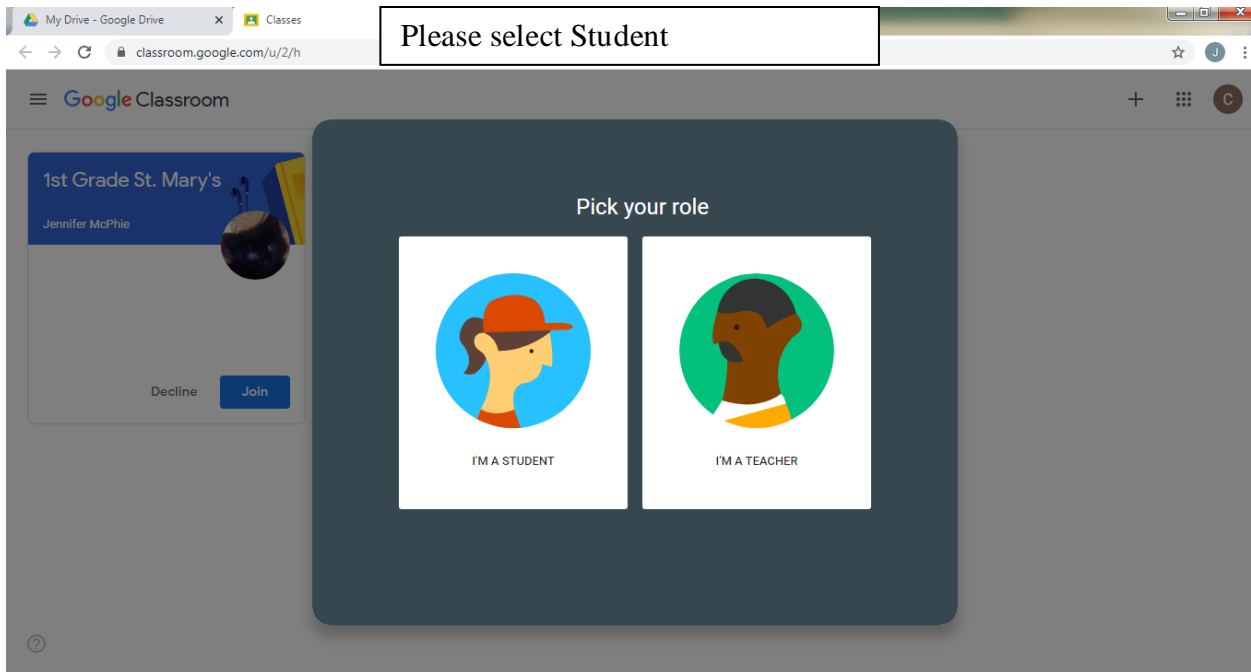 My Drive - Google Drive
Classes
Please select Student
classroom.google.com/u/2/h
J
Google Classroom
C
1st Grade St. Mary's
Jennifer McPhie
Decline
Join
Pick your role
I'M A STUDENT
I'M A TEACHER